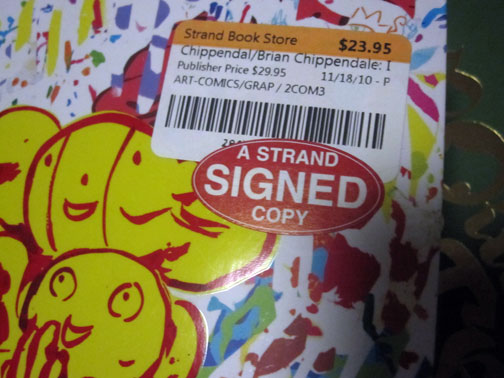 Strand Book Store $23.95
Chippendal/Brian Chippendale: I
Publisher Price $29.95 11/18/10 - P
ART-COMICS/GRAP / 2COM3
A STRAND
SIGNED
COPY